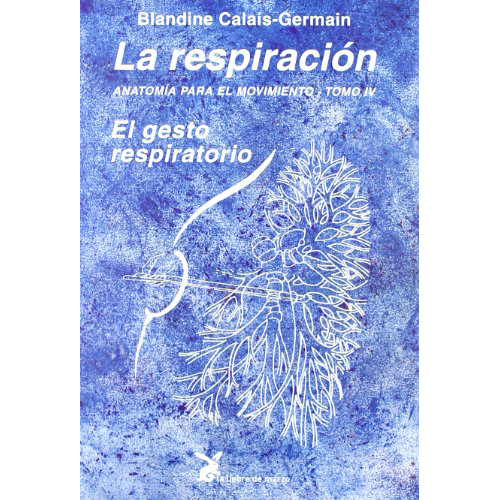 Blandine Calais-Germain
La respiración
ANATOMÍA PARA EL MOVIMIENTO - TOMO IV
El gesto
respiratorio
la liebre de marzo